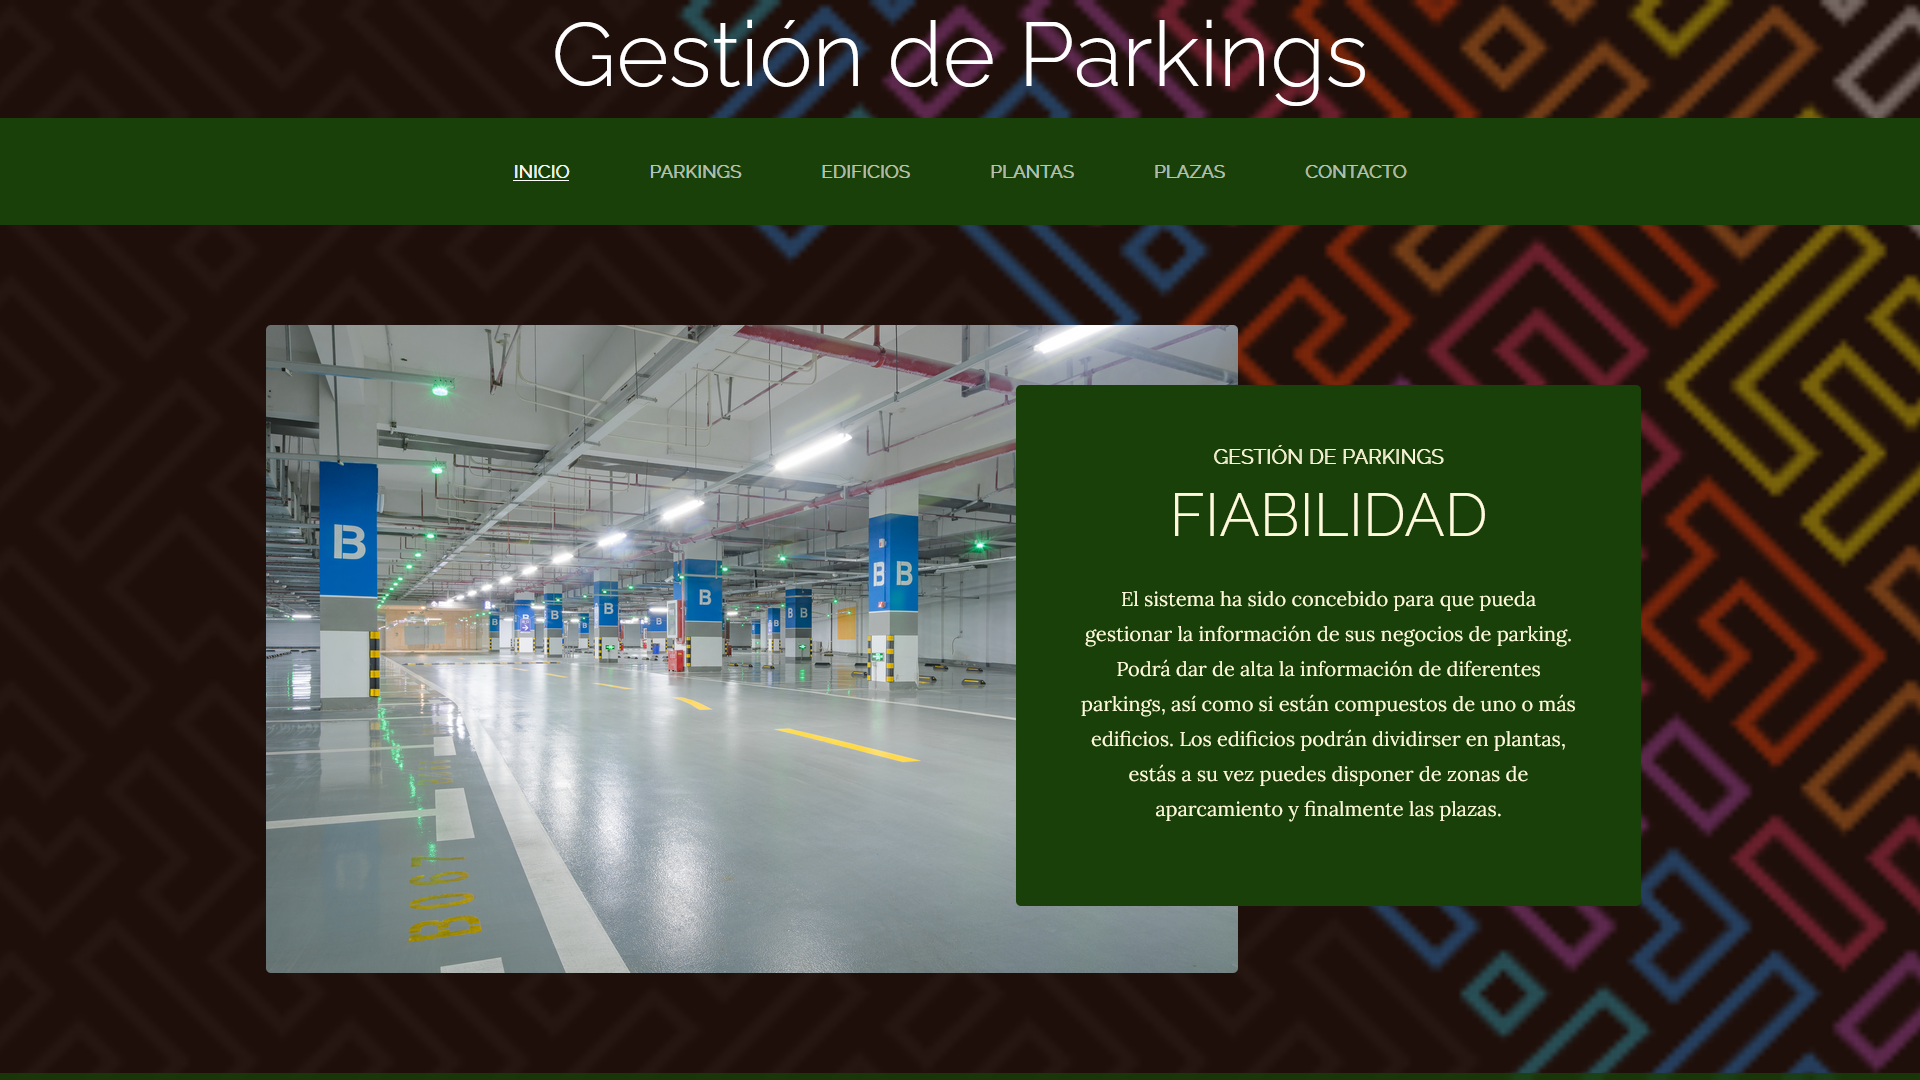 Gestión de Parkings
INICIO PARKINGS EDIFICIOS PLANTAS PLAZAS CONTACTO
B
B
B
B
B
B
B
B
B
B
B
B067
GESTIÓN DE PARKINGS
FIABILIDAD
El sistema ha sido concebido para que pueda
gestionar la información de sus negocios de parking.
Podrá dar de alta la información de diferentes
parkings, así como si están compuestos de uno o más
edificios. Los edificios podrán dividirser en plantas,
estás a su vez puedes disponer de zonas de
aparcamiento y finalmente las plazas.